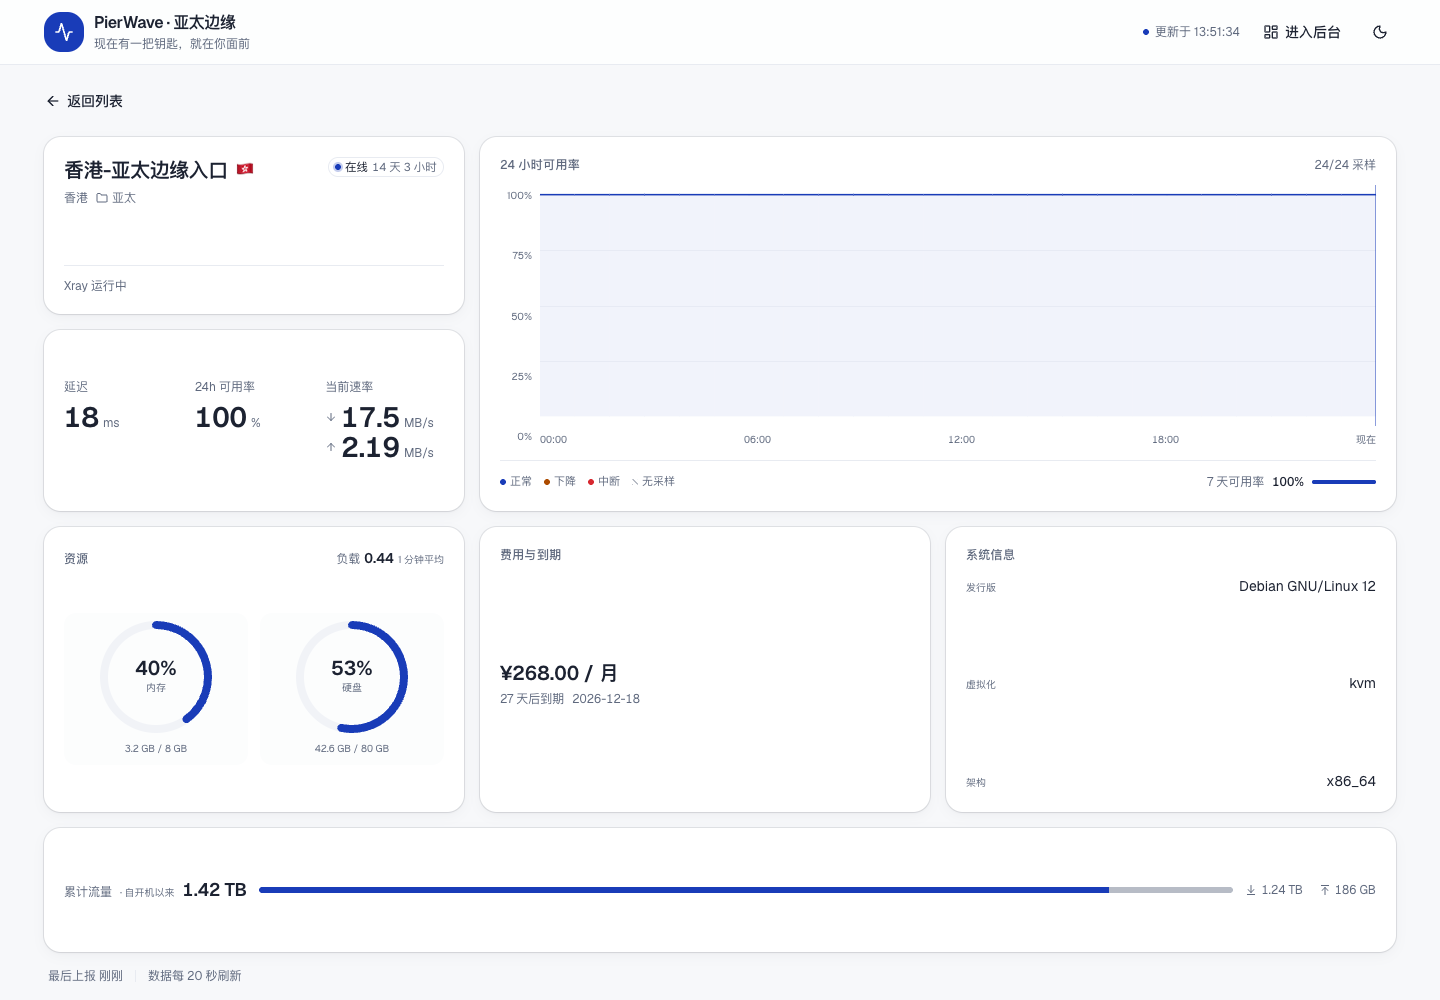 PierWave · 亚太边缘
现在有一把钥匙，就在你面前
更新于 13:51:34
进入后台
返回列表
香港-亚太边缘入口
在线 14 天 3 小时
香港 亚太
Xray 运行中
24 小时可用率
24/24 采样
100%
75%
50%
25%
0%
00:00 06:00 12:00 18:00 现在
正常 下降 中断 无采样
7 天可用率 100%
延迟
18 ms
24h 可用率
100 %
当前速率
17.5 MB/s
2.19 MB/s
资源
负载 0.44 1 分钟平均
40%
内存
3.2 GB / 8 GB
53%
硬盘
42.6 GB / 80 GB
费用与到期
¥268.00 / 月
27 天后到期 2026-12-18
系统信息
发行版 Debian GNU/Linux 12
虚拟化 kvm
架构 x86_64
累计流量 · 自开机以来 1.42 TB
1.24 TB 186 GB
最后上报 刚刚 数据每 20 秒刷新